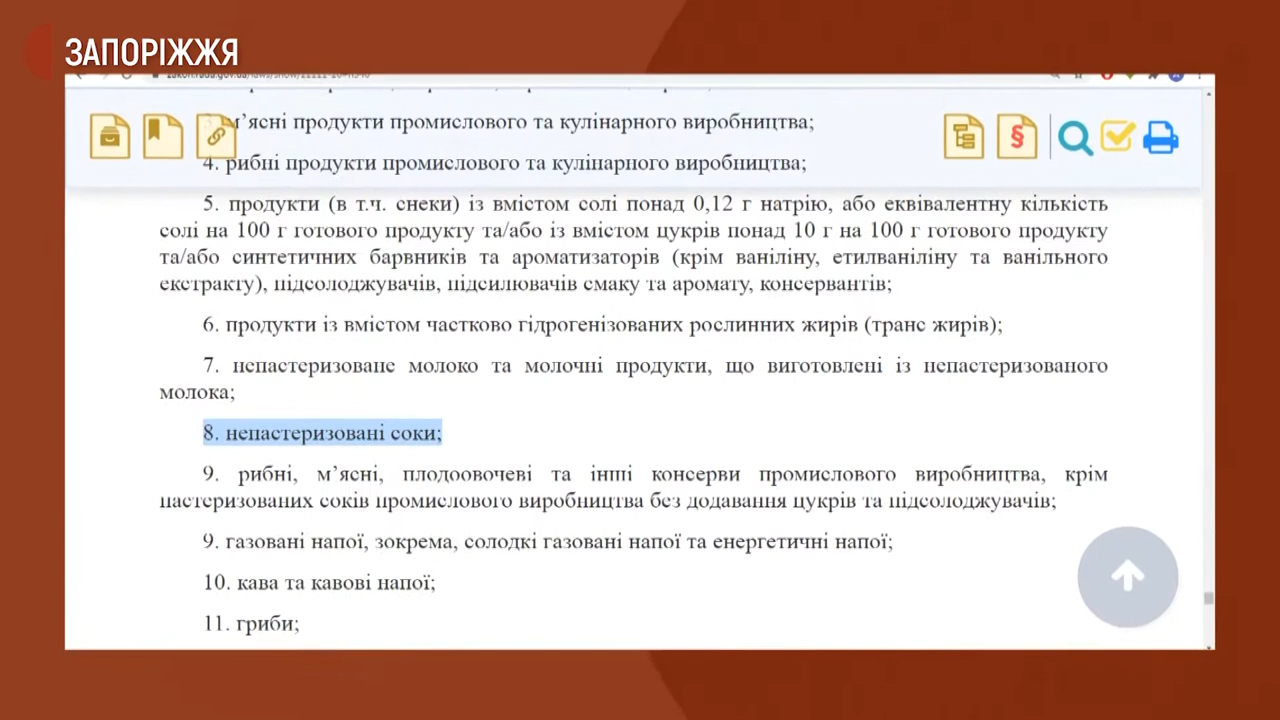 ЗАПОРІЖЖЯ
м’ясні продукти промислового та кулінарного виробництва;
4. рибні продукти промислового та кулінарного виробництва;
5. продукти (в т.ч. снеки) із вмістом солі понад 0,12 г натрію, або еквівалентну кількість
солі на 100 г готового продукту та/або із вмістом цукрів понад 10 г на 100 г готового продукту
та/або синтетичних барвників та ароматизаторів (крім ваніліну, етилваніліну та ванільного
екстракту), підсолоджувачів, підсилювачів смаку та аромату, консервантів;
6. продукти із вмістом частково гідрогенізованих рослинних жирів (транс жирів);
7. непастеризоване молоко та молочні продукти, що виготовлені із непастеризованого
молока;
8. непастеризовані соки;
9. рибні, м’ясні, плодоовочеві та інші консерви промислового виробництва, крім
пастеризованих соків промислового виробництва без додавання цукрів та підсолоджувачів;
9. газовані напої, зокрема, солодкі газовані напої та енергетичні напої;
10. кава та кавові напої;
11. гриби;